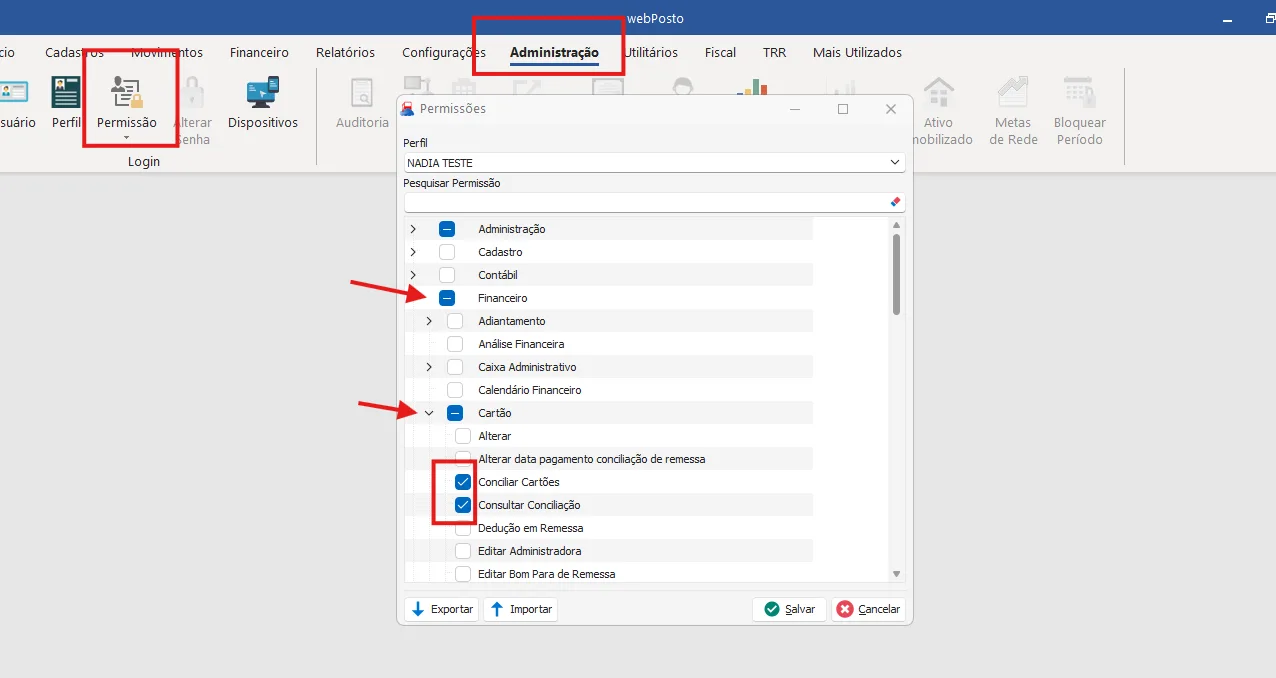 webPosto
cio Cadastros Movimentos Financeiro Relatórios Configurações Administração Utilitários Fiscal TRR Mais Utilizados
suário Perfil Permissão Alterar Senha Dispositivos Auditoria Ativo mobilizado Metas de Rede Bloquear Período
Login
Permissões
Perfil
NADIA TESTE
Pesquisar Permissão
Administração
Cadastro
Contábil
Financeiro
Adiantamento
Análise Financeira
Caixa Administrativo
Calendário Financeiro
Cartão
Alterar
Alterar data pagamento conciliação de remessa
Conciliar Cartões
Consultar Conciliação
Dedução em Remessa
Editar Administradora
Editar Bom Para de Remessa
Exportar Importar Salvar Cancelar